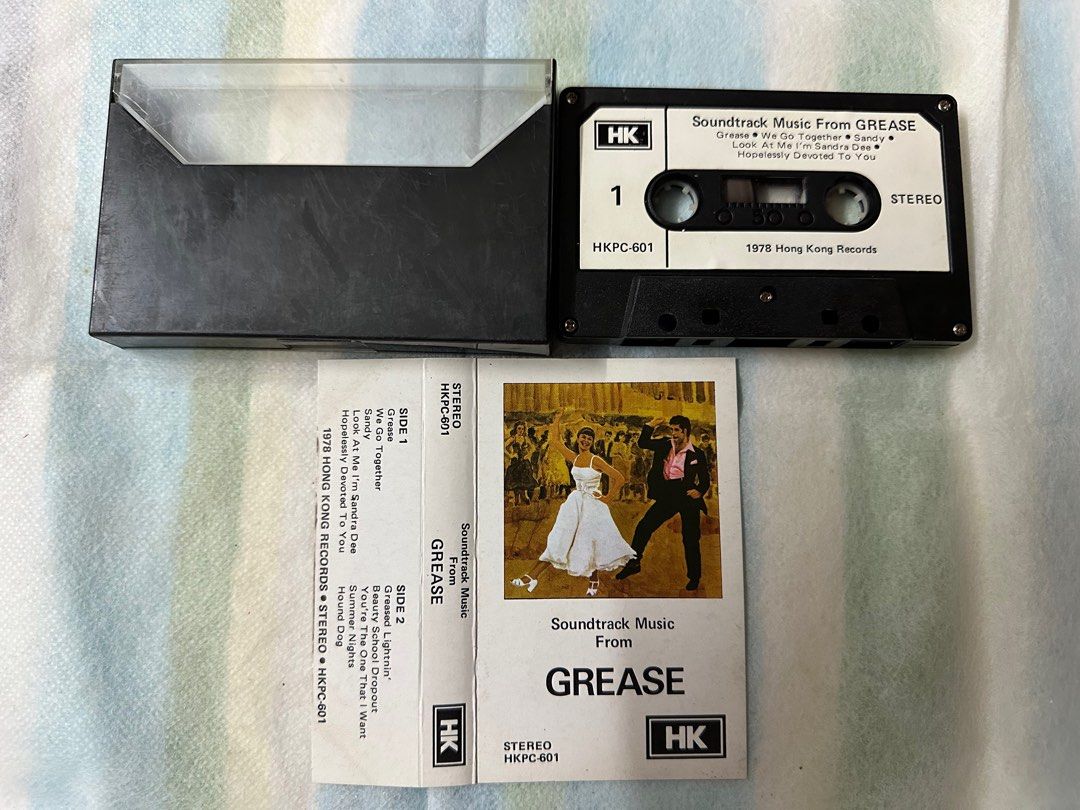 HK
Soundtrack Music From GREASE
Grease • We Go Together • Sandy •
Look At Me I'm Sandra Dee •
Hopelessly Devoted To You
1
STEREO
50
HKPC-601
1978 Hong Kong Records
STEREO
HKPC-601
Soundtrack Music
From
GREASE
HK
SIDE 1
Grease
We Go Together
Sandy
Look At Me I'm Sandra Dee
Hopelessly Devoted To You
SIDE 2
Greased Lightnin'
Beauty School Dropout
You're The One That I Want
Summer Nights
Hound Dog
1978 HONG KONG RECORDS • STEREO • HKPC-601
Soundtrack Music
From
GREASE
HK
STEREO
HKPC-601